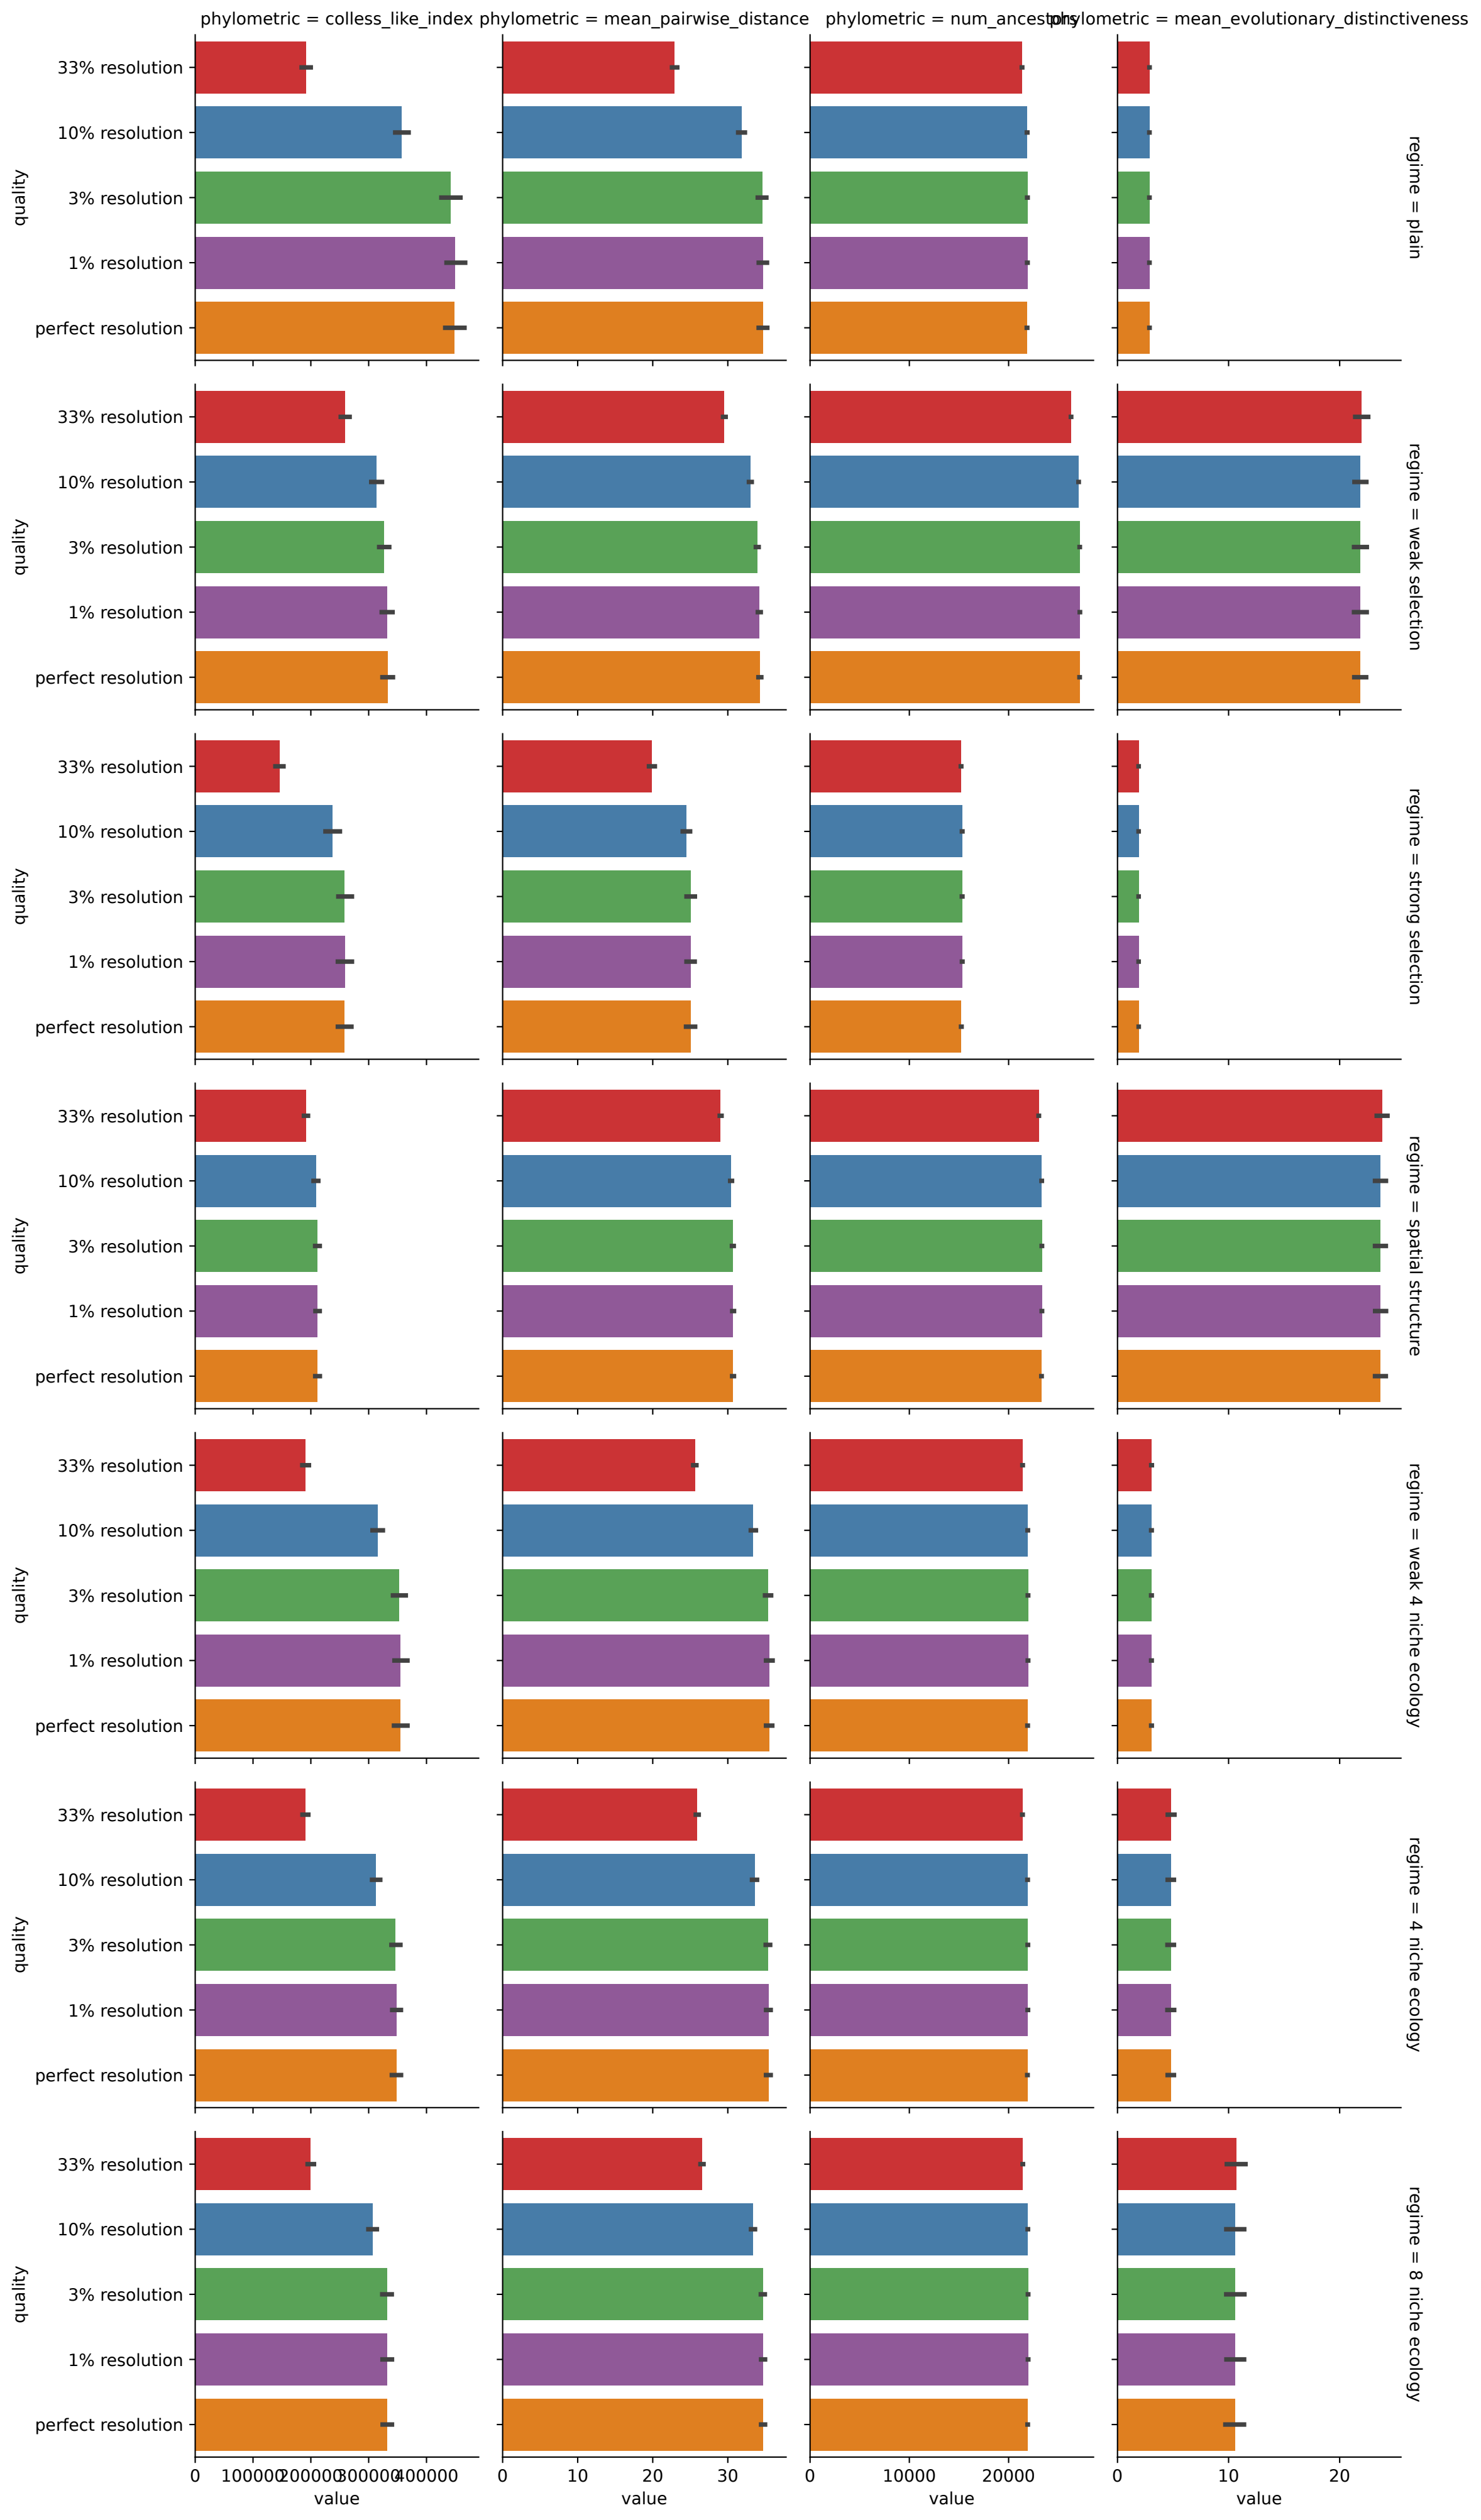 phylometric = colless_like_index
phylometric = mean_pairwise_distance
phylometric = num_ancestors
phylometric = mean_evolutionary_distinctiveness
33% resolution
10% resolution
3% resolution
1% resolution
perfect resolution
quality
regime = plain
33% resolution
10% resolution
3% resolution
1% resolution
perfect resolution
quality
regime = weak selection
33% resolution
10% resolution
3% resolution
1% resolution
perfect resolution
quality
regime = strong selection
33% resolution
10% resolution
3% resolution
1% resolution
perfect resolution
quality
regime = spatial structure
33% resolution
10% resolution
3% resolution
1% resolution
perfect resolution
quality
regime = weak 4 niche ecology
33% resolution
10% resolution
3% resolution
1% resolution
perfect resolution
quality
regime = 4 niche ecology
33% resolution
10% resolution
3% resolution
1% resolution
perfect resolution
quality
regime = 8 niche ecology
0 100000 200000 300000 400000
0 10 20 30
0 10000 20000
0 10 20
value
value
value
value